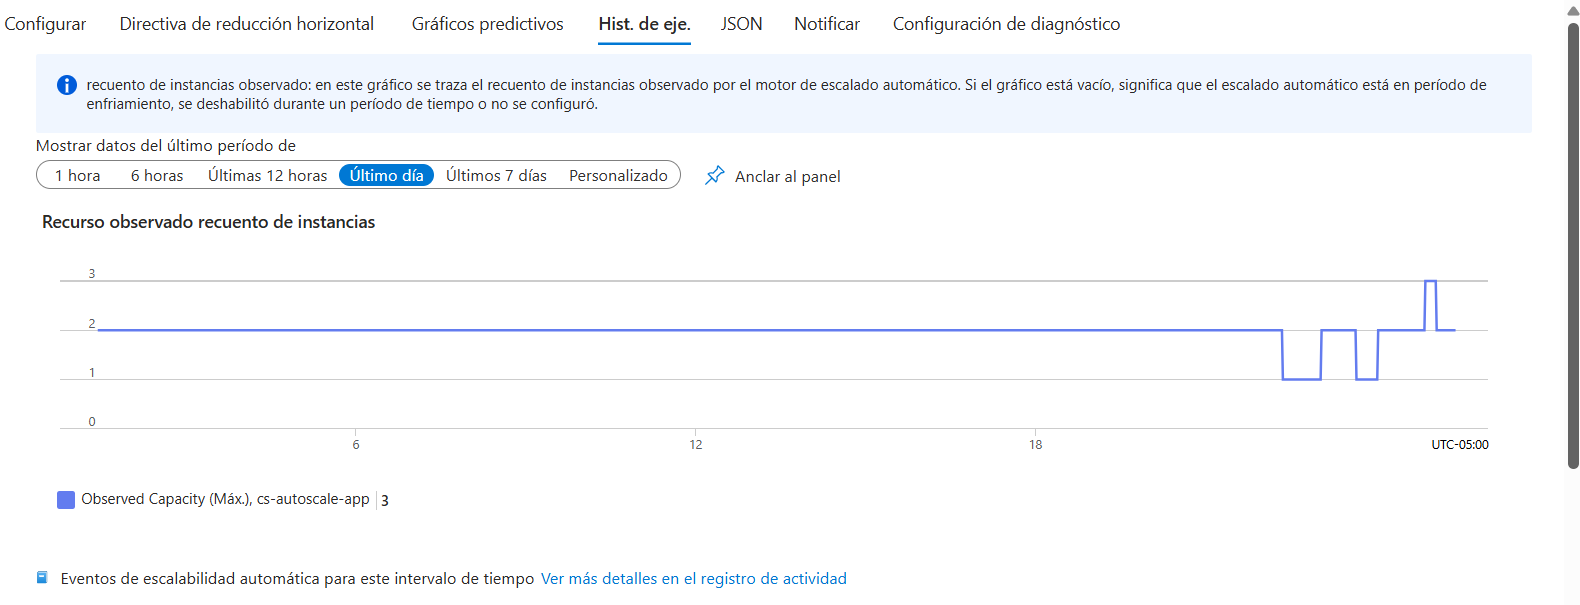 Configurar Directiva de reducción horizontal Gráficos predictivos Hist. de eje. JSON Notificar Configuración de diagnóstico
recuento de instancias observado: en este gráfico se traza el recuento de instancias observado por el motor de escalado automático. Si el gráfico está vacío, significa que el escalado automático está en período de
enfriamiento, se deshabilitó durante un período de tiempo o no se configuró.
Mostrar datos del último período de
1 hora 6 horas Últimas 12 horas Último día Últimos 7 días Personalizado Anclar al panel
Recurso observado recuento de instancias
3
2
1
0
6 12 18 UTC-05:00
Observed Capacity (Máx.), cs-autoscale-app 3
Eventos de escalabilidad automática para este intervalo de tiempo Ver más detalles en el registro de actividad